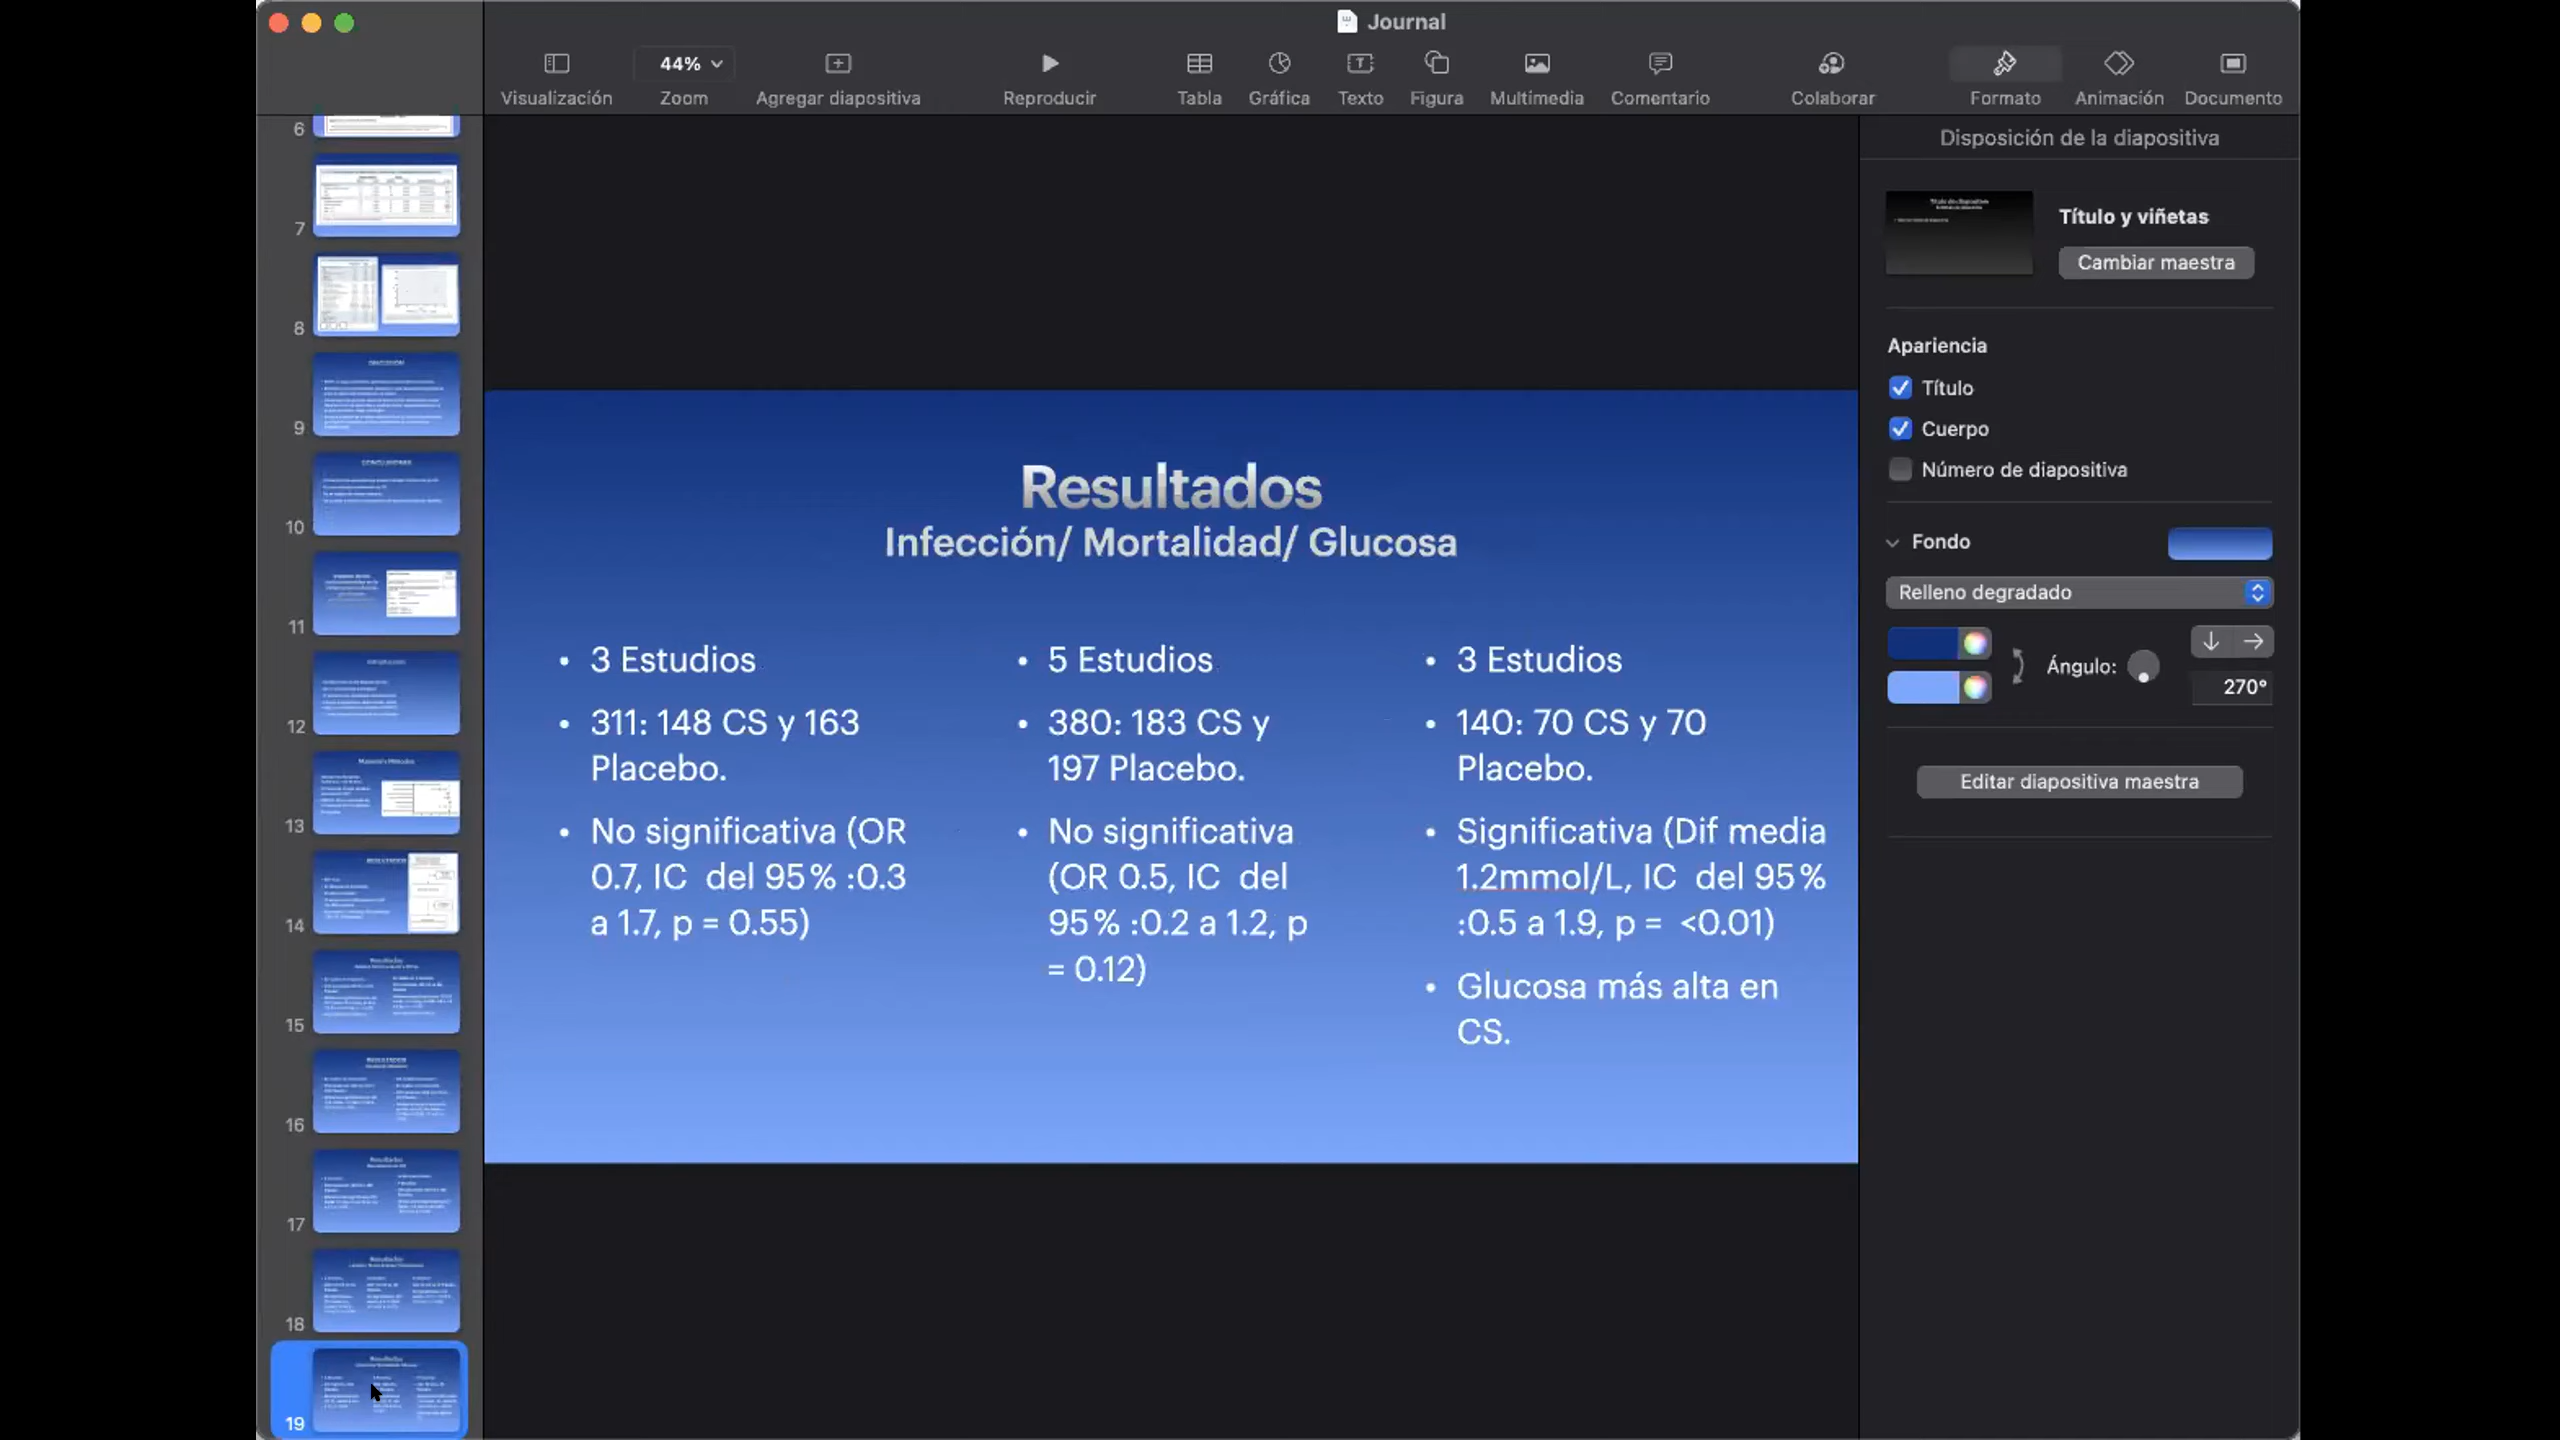 Journal
44%
Visualización
Zoom
Agregar diapositiva
Reproducir
Tabla
Gráfica
Texto
Figura
Multimedia
Comentario
Colaborar
Formato
Animación
Documento
6
7
8
9
10
11
12
13
14
15
16
17
18
19
Resultados
Infección/ Mortalidad/ Glucosa
• 3 Estudios
• 311: 148 CS y 163
Placebo.
• No significativa (OR
0.7, IC del 95% :0.3
a 1.7, p = 0.55)
• 5 Estudios
• 380: 183 CS y
197 Placebo.
• No significativa
(OR 0.5, IC del
95% :0.2 a 1.2, p
= 0.12)
• 3 Estudios
• 140: 70 CS y 70
Placebo.
• Significativa (Dif media
1.2mmol/L, IC del 95%
:0.5 a 1.9, p = <0.01)
• Glucosa más alta en
CS.
Disposición de la diapositiva
Título y viñetas
Cambiar maestra
Apariencia
Título
Cuerpo
Número de diapositiva
Fondo
Relleno degradado
Ángulo:
270°
Editar diapositiva maestra